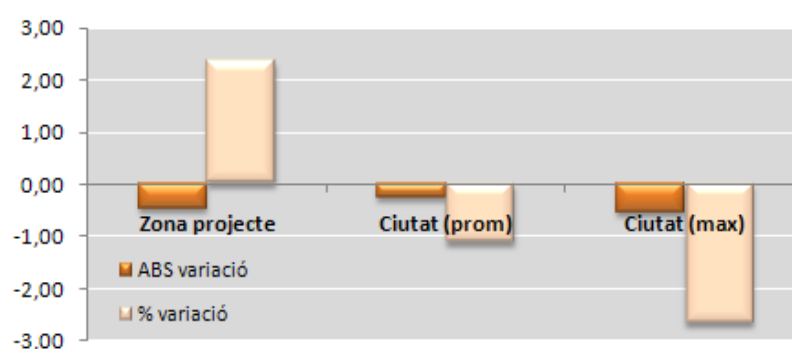 3,00
2,00
1,00
0,00
Zona projecte Ciutat (prom) Ciutat (max)
-1,00
ABS variació
-2,00
% variació
-3,00